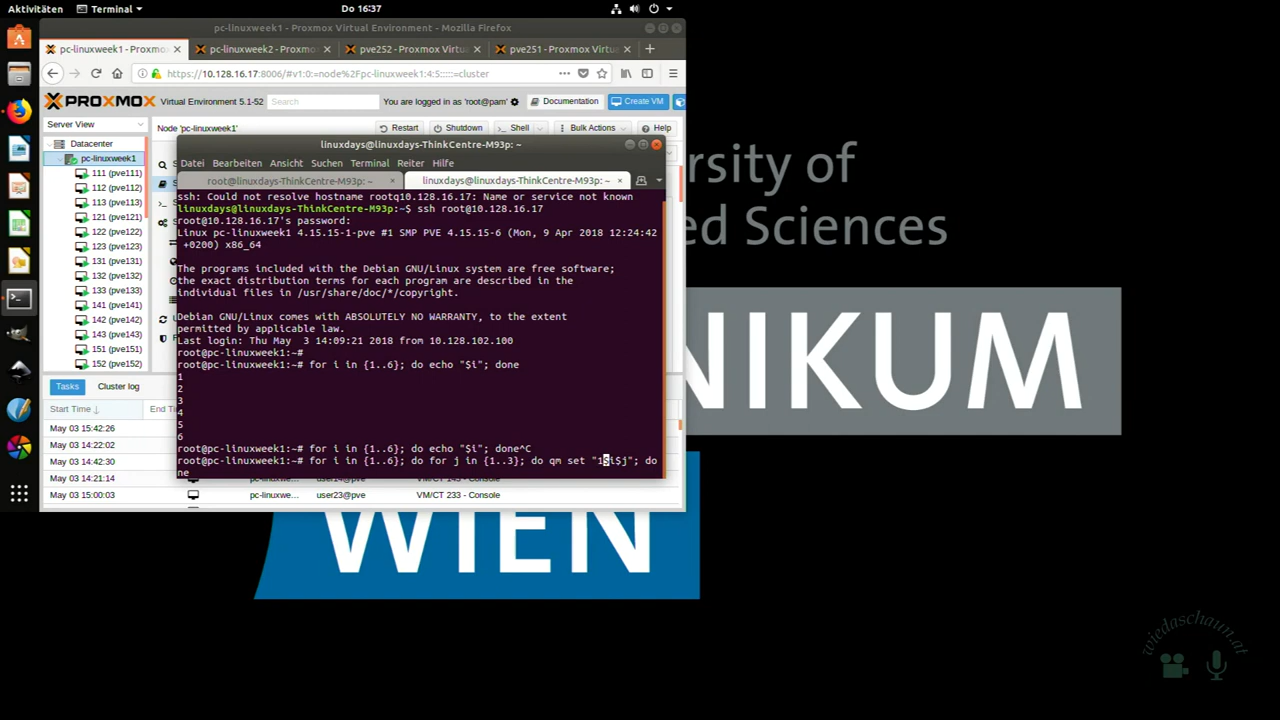 Aktivitäten
Terminal
Do 16:37
pc-linuxweek1 - Proxmox Virtual Environment - Mozilla Firefox
pc-linuxweek1 - Proxmo×
pc-linuxweek2 - Proxmo×
pve252 - Proxmox Virtu×
pve251 - Proxmox Virtu×
https://10.128.16.17:8006/#v1:0:=node%2Fpc-linuxweek1:4:5:::::=cluster
PROXMOX Virtual Environment 5.1-52
Search
You are logged in as 'root@pam'
Documentation
Create VM
Server View
Node 'pc-linuxweek1'
Restart
Shutdown
Shell
Bulk Actions
Help
Datacenter
pc-linuxweek1
111 (pve111)
112 (pve112)
113 (pve113)
121 (pve121)
122 (pve122)
123 (pve123)
131 (pve131)
132 (pve132)
133 (pve133)
141 (pve141)
142 (pve142)
143 (pve143)
151 (pve151)
152 (pve152)
linuxdays@linuxdays-ThinkCentre-M93p: ~
Datei Bearbeiten Ansicht Suchen Terminal Reiter Hilfe
root@linuxdays-ThinkCentre-M93p: ~
linuxdays@linuxdays-ThinkCentre-M93p: ~
ssh: Could not resolve hostname rootq10.128.16.17: Name or service not known
linuxdays@linuxdays-ThinkCentre-M93p:~$ ssh root@10.128.16.17
root@10.128.16.17's password:
Linux pc-linuxweek1 4.15.15-1-pve #1 SMP PVE 4.15.15-6 (Mon, 9 Apr 2018 12:24:42
+0200) x86_64
The programs included with the Debian GNU/Linux system are free software;
the exact distribution terms for each program are described in the
individual files in /usr/share/doc/*/copyright.
Debian GNU/Linux comes with ABSOLUTELY NO WARRANTY, to the extent
permitted by applicable law.
Last login: Thu May  3 14:09:21 2018 from 10.128.102.100
root@pc-linuxweek1:~#
root@pc-linuxweek1:~# for i in {1..6}; do echo "$i"; done
1
2
3
4
5
6
root@pc-linuxweek1:~# for i in {1..6}; do echo "$i"; done^C
root@pc-linuxweek1:~# for i in {1..6}; do for j in {1..3}; do qm set "1$i$j"; do
ne
Tasks
Cluster log
Start Time
End Ti
May 03 15:42:26
May 03 14:22:02
May 03 14:42:30
May 03 14:21:14
May 03 15:00:03
pc-linuxwe...
user23@pve
VM/CT 233 - Console
rsity of
ed Sciences
NIKUM
WIEN
wiedaschaun.at